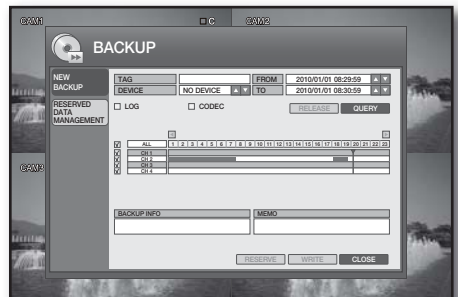 CAM1
C
CAM2
BACKUP
NEW
BACKUP
RESERVED
DATA
MANAGEMENT
TAG
FROM
2010/01/01 08:29:59
DEVICE
NO DEVICE
TO
2010/01/01 08:30:59
LOG
CODEC
RELEASE
QUERY
ALL
1 2 3 4 5 6 7 8 9 10 11 12 13 14 15 16 17 18 19 20 21 22 23
CH 1
CH 2
CH 3
CH 4
CAM3
BACKUP INFO
MEMO
RESERVE
WRITE
CLOSE